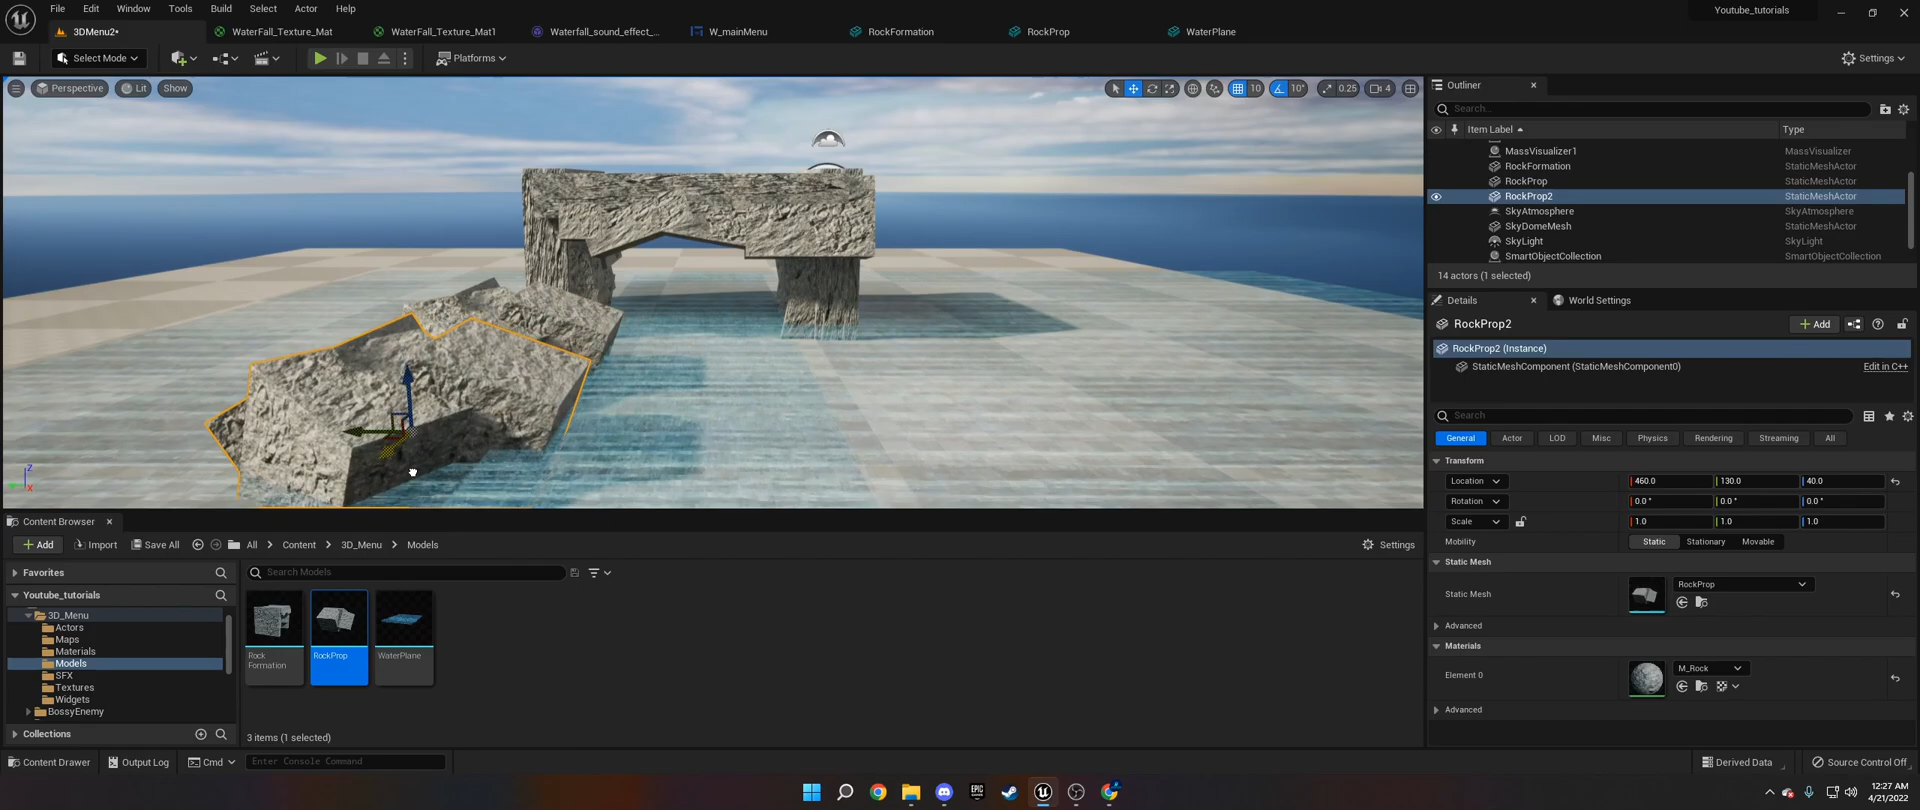 File Edit Window Tools Build Select Actor Help
Youtube_tutorials
3DMenu2*
WaterFall_Texture_Mat
WaterFall_Texture_Mat1
Waterfall_sound_effect_...
W_mainMenu
RockFormation
RockProp
WaterPlane
Select Mode
Platforms
Settings
Perspective
Lit
Show
10
10°
0.25
4
Z
X
Outliner
Search...
Item Label
Type
MassVisualizer1 MassVisualizer
RockFormation StaticMeshActor
RockProp StaticMeshActor
RockProp2 StaticMeshActor
SkyAtmosphere SkyAtmosphere
SkyDomeMesh StaticMeshActor
SkyLight SkyLight
SmartObjectCollection SmartObjectCollection
14 actors (1 selected)
Details
World Settings
RockProp2
Add
RockProp2 (Instance)
StaticMeshComponent (StaticMeshComponent0)
Edit in C++
Search
General Actor LOD Misc Physics Rendering Streaming All
Transform
Location 460.0 130.0 40.0
Rotation 0.0 ° 0.0 ° 0.0 °
Scale 1.0 1.0 1.0
Mobility Static Stationary Movable
Static Mesh
Static Mesh RockProp
Advanced
Materials
Element 0 M_Rock
Advanced
Content Browser
Add Import Save All All Content 3D_Menu Models
Settings
Favorites
Youtube_tutorials
3D_Menu
Actors
Maps
Materials
Models
SFX
Textures
Widgets
BossyEnemy
Collections
Search Models
Rock
Formation
RockProp
WaterPlane
3 items (1 selected)
Content Drawer
Output Log
Cmd
Enter Console Command
Derived Data
Source Control Off
EPIC
12:27 AM
4/21/2022